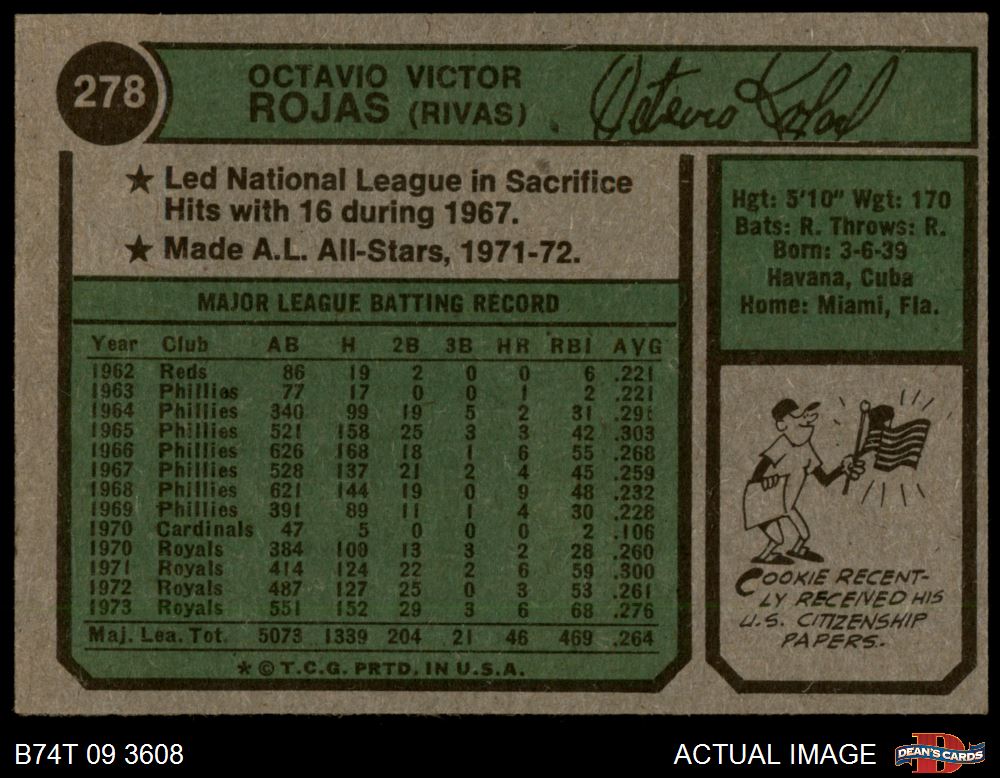 278
OCTAVIO VICTOR
ROJAS (RIVAS)
Octavio Rojas
★ Led National League in Sacrifice
Hits with 16 during 1967.
★ Made A.L. All-Stars, 1971-72.
MAJOR LEAGUE BATTING RECORD
Year Club AB H 2B 3B HR RBI AVG
1962 Reds 86 19 2 0 0 6 .221
1963 Phillies 77 17 0 0 1 2 .221
1964 Phillies 340 99 19 5 2 31 .291
1965 Phillies 521 158 25 3 3 42 .303
1966 Phillies 626 168 18 1 6 55 .268
1967 Phillies 528 137 21 2 4 45 .259
1968 Phillies 621 144 19 0 9 48 .232
1969 Phillies 391 89 11 1 4 30 .228
1970 Cardinals 47 5 0 0 0 2 .106
1970 Royals 384 100 13 3 2 28 .260
1971 Royals 414 124 22 2 6 59 .300
1972 Royals 487 127 25 0 3 53 .261
1973 Royals 551 152 29 3 6 68 .276
Maj. Lea. Tot. 5073 1339 204 21 46 469 .264
* © T.C.G. PRTD. IN U.S.A.
Hgt: 5'10" Wgt: 170
Bats: R. Throws: R.
Born: 3-6-39
Havana, Cuba
Home: Miami, Fla.
COOKIE RECENT-
LY RECEIVED HIS
U.S. CITIZENSHIP
PAPERS.
B74T 09 3608
ACTUAL IMAGE
DEAN'S CARDS